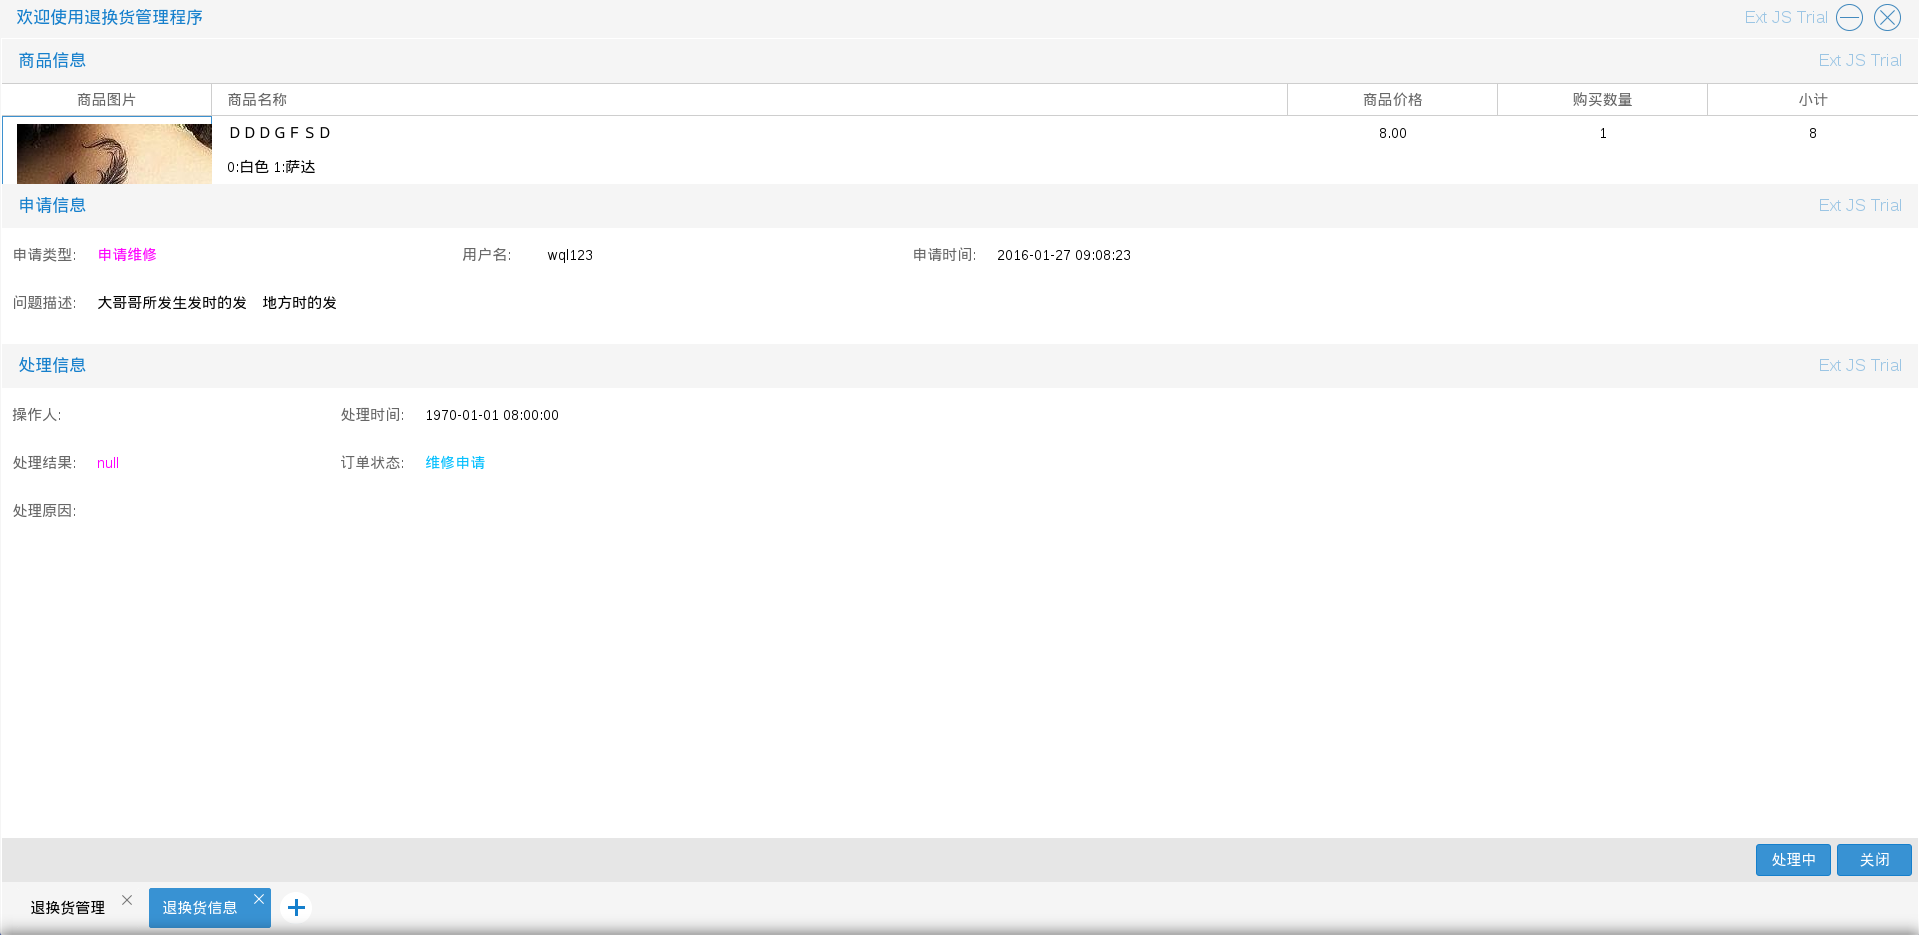 欢迎使用退换货管理程序 Ext JS Trial
商品信息 Ext JS Trial
商品图片 商品名称 商品价格 购买数量 小计
ＤＤＤＧＦＳＤ 8.00 1 8
0:白色 1:萨达
申请信息 Ext JS Trial
申请类型: 申请维修 用户名: wql123 申请时间: 2016-01-27 09:08:23
问题描述: 大哥哥所发生发时的发　地方时的发
处理信息 Ext JS Trial
操作人: 处理时间: 1970-01-01 08:00:00
处理结果: null 订单状态: 维修申请
处理原因:
处理中 关闭
退换货管理 退换货信息